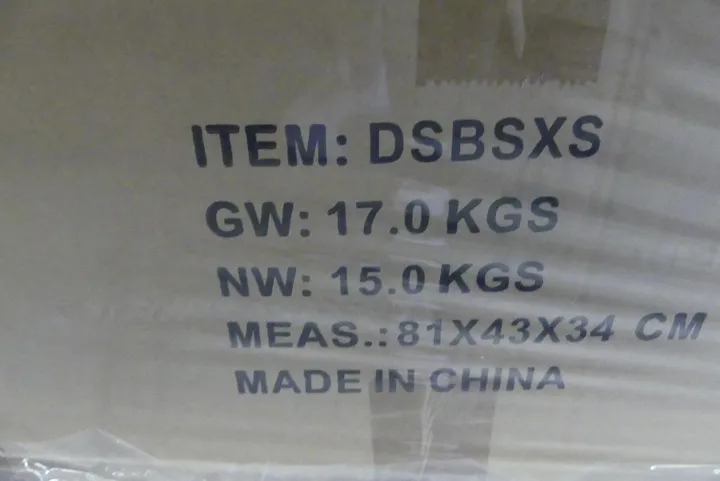 ITEM: DSBSXS
GW: 17.0 KGS
NW: 15.0 KGS
MEAS.: 81X43X34 CM
MADE IN CHINA